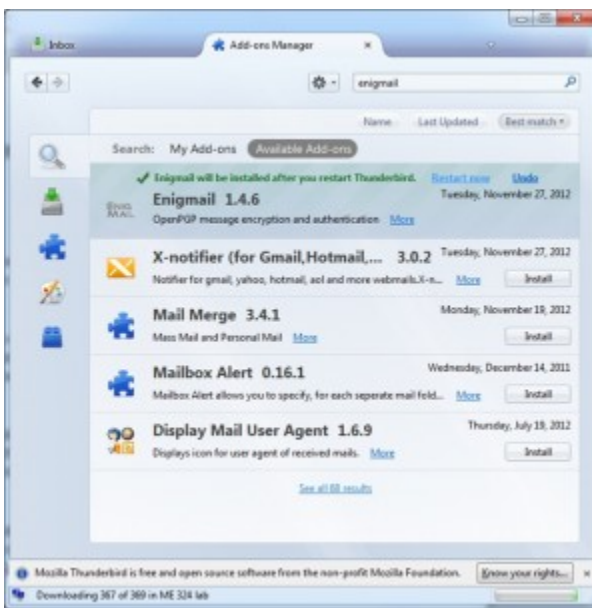 Inbox
Add-ons Manager
enigmail
Name Last Updated Best match
Search: My Add-ons Available Add-ons
Enigmail will be installed after you restart Thunderbird. Restart now Undo
ENIG MAIL
Enigmail 1.4.6 Tuesday, November 27, 2012
OpenPGP message encryption and authentication More
X-notifier (for Gmail,Hotmail,... 3.0.2 Tuesday, November 27, 2012
Notifier for gmail, yahoo, hotmail, aol and more webmails.X-n... More Install
Mail Merge 3.4.1 Monday, November 19, 2012
Mass Mail and Personal Mail More Install
Mailbox Alert 0.16.1 Wednesday, December 14, 2011
Mailbox Alert allows you to specify, for each seperate mail fold... More Install
Display Mail User Agent 1.6.9 Thursday, July 19, 2012
Displays icon for user agent of received mails. More Install
See all 68 results
Mozilla Thunderbird is free and open source software from the non-profit Mozilla Foundation. Know your rights...
Downloading 367 of 369 in ME 324 lab